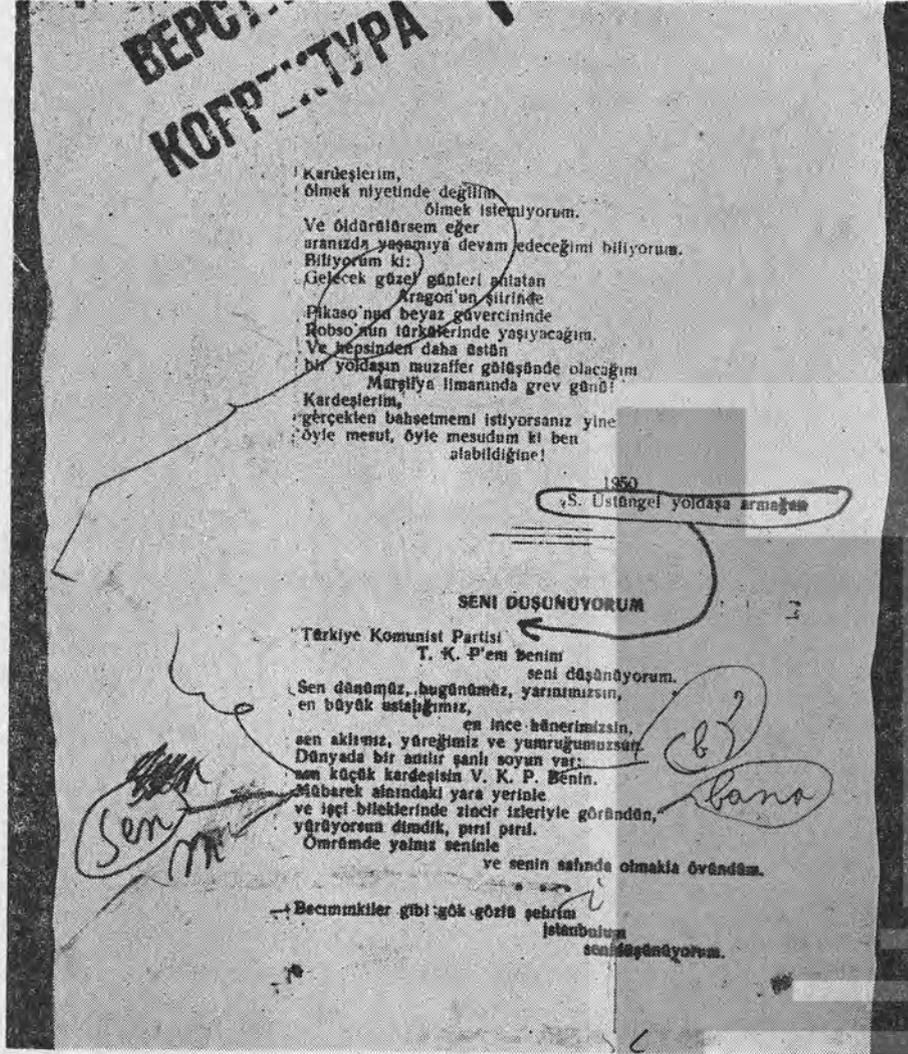 КОРРЕКТУРА
Kardeşlerim,
ölmek niyetinde değilim
ölmek istemiyorum.
Ve öldürülürsem eğer
aranızda yaşamıya devam edeceğimi biliyorum.
Biliyorum ki:
Gelecek güzel günleri anlatan
Aragon'un şiirinde
Pikaso'nun beyaz güvercininde
Robso'nun türkülerinde yaşıyacağım.
Ve hepsinden daha üstün
bir yoldaşın muzaffer gülüşünde olacağım
Marsilya limanında grev günü!
Kardeşlerim,
gerçekten bahsetmemi istiyorsanız yine
öyle mesut, öyle mesudum ki ben
alabildiğine!
1950
S. Üstüngel yoldaşa armağan
SENİ DÜŞÜNÜYORUM
Türkiye Komunist Partisi
T. K. P'em benim
seni düşünüyorum.
Sen dünümüz, bugünümüz, yarınımızsın,
en büyük ustalığımız,
en ince hünerimizsin,
sen aklımız, yüreğimiz ve yumruğumuzsun.
Dünyada bir anılır şanlı soyun var:
sen küçük kardeşisin V. K. P. Benin.
Mübarek alnındaki yara yerinle
ve işçi bileklerinde zincir izleriyle göründün,
yürüyorsun dimdik, pırıl pırıl.
Ömrümde yalnız seninle
ve senin safında olmakla övündüm.
gibi gök gözlü şehrim
İstanbulum
seni düşünüyorum.
(b)?
bana
Sen